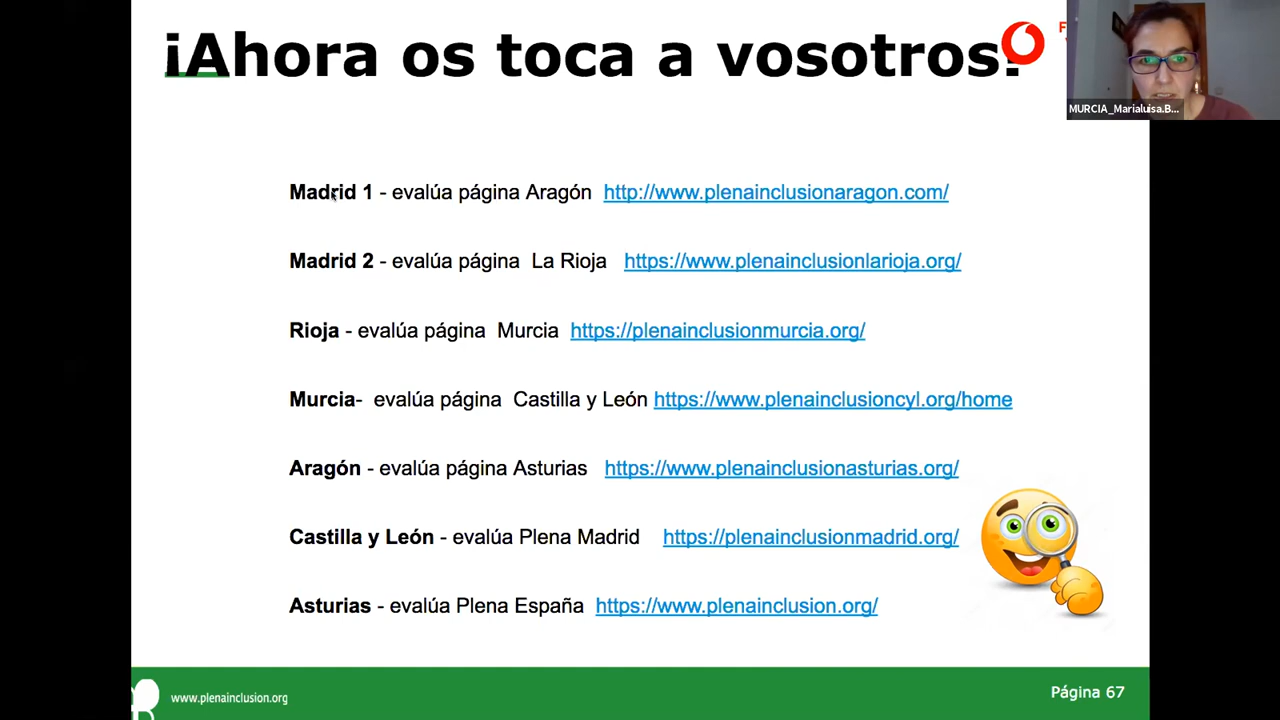 ¡Ahora os toca a vosotros!
MURCIA_Marialuisa.B...
Madrid 1 - evalúa página Aragón http://www.plenainclusionaragon.com/
Madrid 2 - evalúa página La Rioja https://www.plenainclusionlarioja.org/
Rioja - evalúa página Murcia https://plenainclusionmurcia.org/
Murcia- evalúa página Castilla y León https://www.plenainclusioncyl.org/home
Aragón - evalúa página Asturias https://www.plenainclusionasturias.org/
Castilla y León - evalúa Plena Madrid https://plenainclusionmadrid.org/
Asturias - evalúa Plena España https://www.plenainclusion.org/
www.plenainclusion.org
Página 67